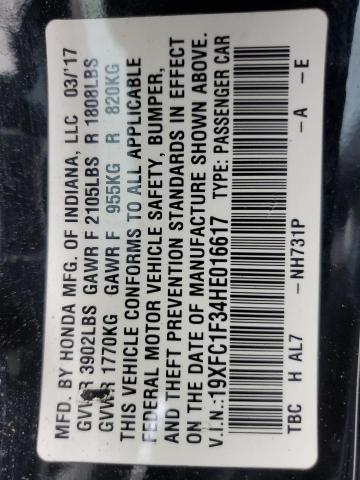 MFD. BY HONDA MFG. OF INDIANA, LLC 03/'17
GVWR 3902LBS GAWR F 2105LBS R 1808LBS
GVWR 1770KG GAWR F 955KG R 820KG
THIS VEHICLE CONFORMS TO ALL APPLICABLE
FEDERAL MOTOR VEHICLE SAFETY, BUMPER,
AND THEFT PREVENTION STANDARDS IN EFFECT
ON THE DATE OF MANUFACTURE SHOWN ABOVE.
V.I.N.:19XFC1F34HE016617 TYPE: PASSENGER CAR
TBC H AL7 -NH731P -A -E